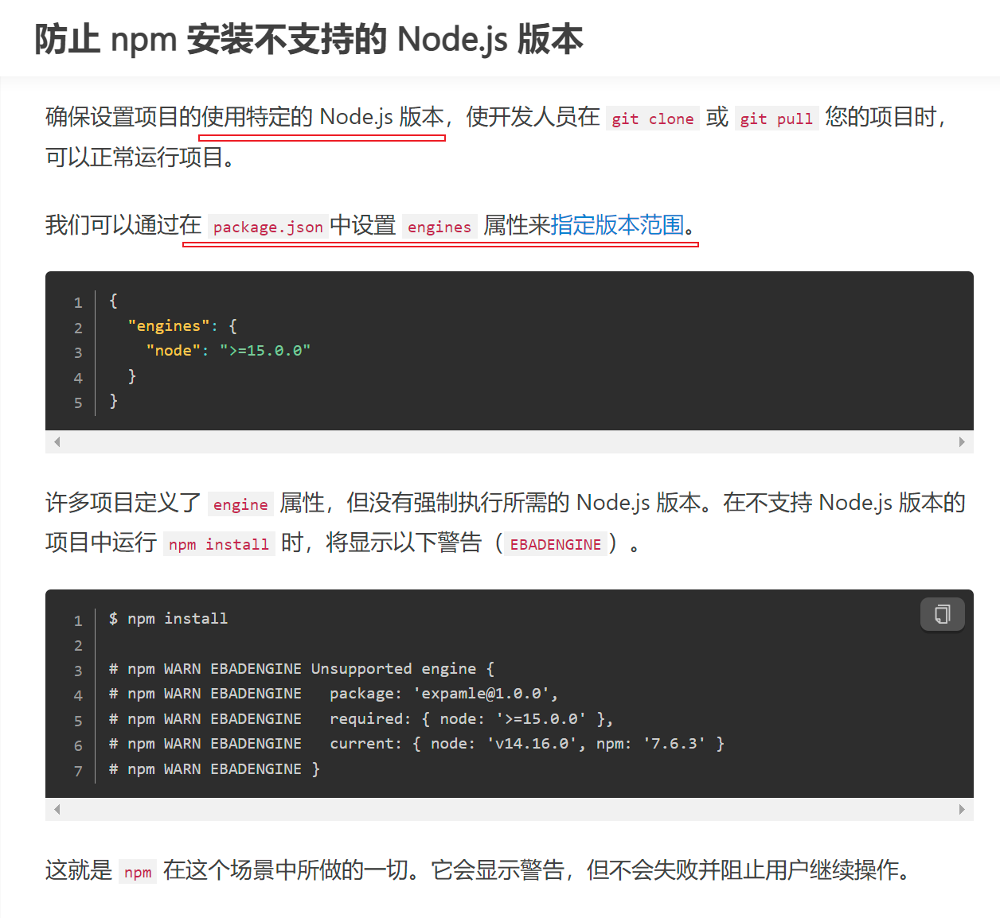 防止 npm 安装不支持的 Node.js 版本
确保设置项目的使用特定的 Node.js 版本，使开发人员在 git clone 或 git pull 您的项目时，
可以正常运行项目。
我们可以通过在 package.json 中设置 engines 属性来指定版本范围。
1 {
2   "engines": {
3     "node": ">=15.0.0"
4   }
5 }
许多项目定义了 engine 属性，但没有强制执行所需的 Node.js 版本。在不支持 Node.js 版本的
项目中运行 npm install 时，将显示以下警告（EBADENGINE）。
1 $ npm install
2
3 # npm WARN EBADENGINE Unsupported engine {
4 # npm WARN EBADENGINE   package: 'expamle@1.0.0',
5 # npm WARN EBADENGINE   required: { node: '>=15.0.0' },
6 # npm WARN EBADENGINE   current: { node: 'v14.16.0', npm: '7.6.3' }
7 # npm WARN EBADENGINE }
这就是 npm 在这个场景中所做的一切。它会显示警告，但不会失败并阻止用户继续操作。